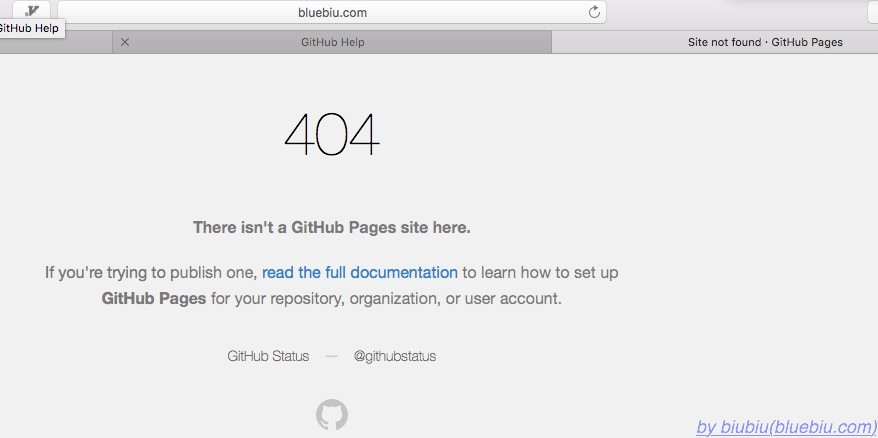 bluebiu.com
GitHub Help
GitHub Help
Site not found · GitHub Pages
404
There isn't a GitHub Pages site here.
If you're trying to publish one, read the full documentation to learn how to set up
GitHub Pages for your repository, organization, or user account.
GitHub Status — @githubstatus
by biubiu(bluebiu.com)